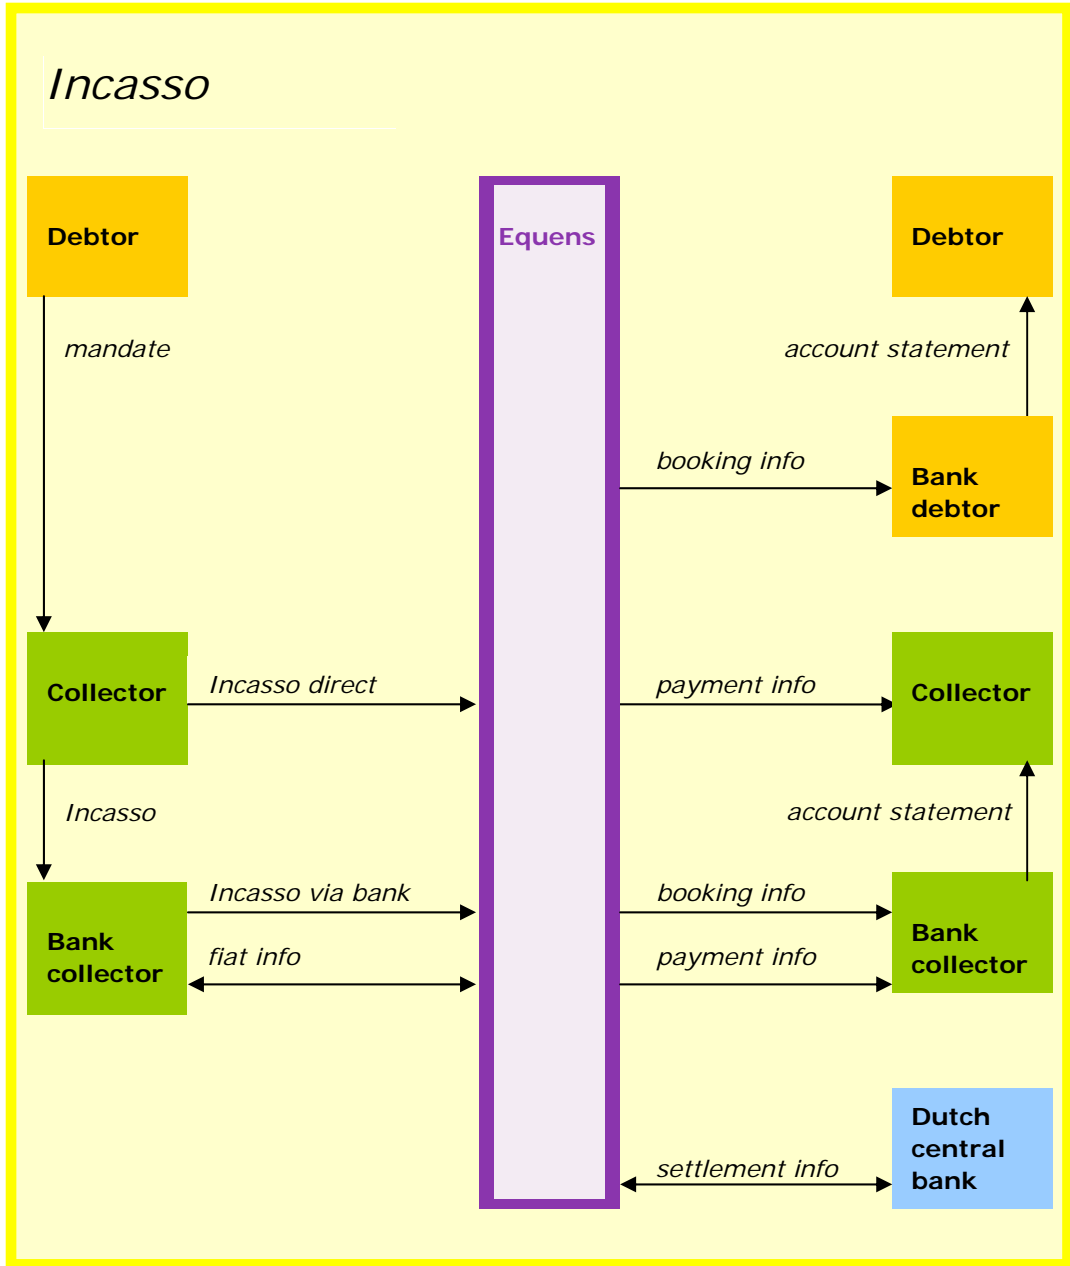 Incasso
Debtor
Equens
Debtor
mandate
account statement
booking info
Bank
debtor
Collector
Incasso direct
payment info
Collector
Incasso
account statement
Bank
collector
Incasso via bank
fiat info
booking info
payment info
Bank
collector
settlement info
Dutch
central
bank